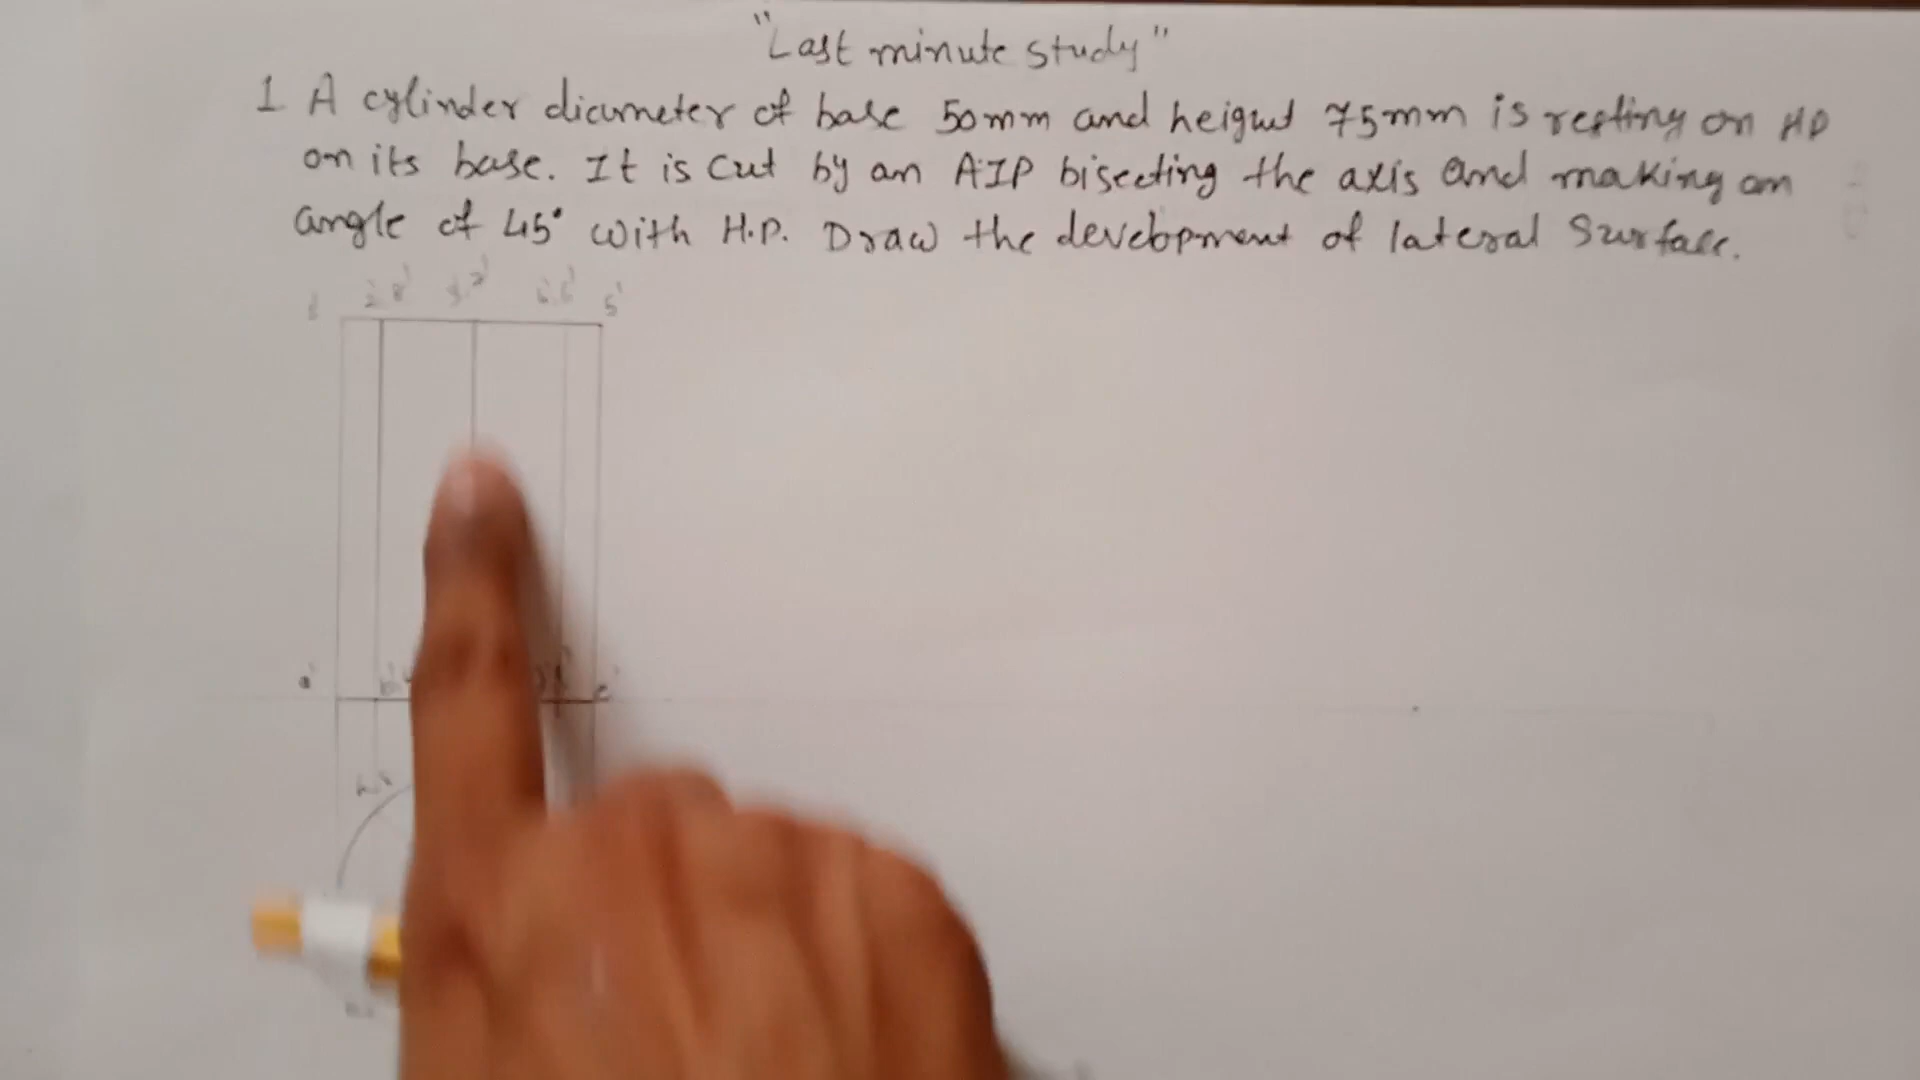 "Last minute study"
1 A cylinder diameter of base 50mm and height 75mm is resting on HP
on its base. It is cut by an AIP bisecting the axis and making an
angle of 45° with H.P. Draw the development of lateral Surface.
5'
a' b' e'